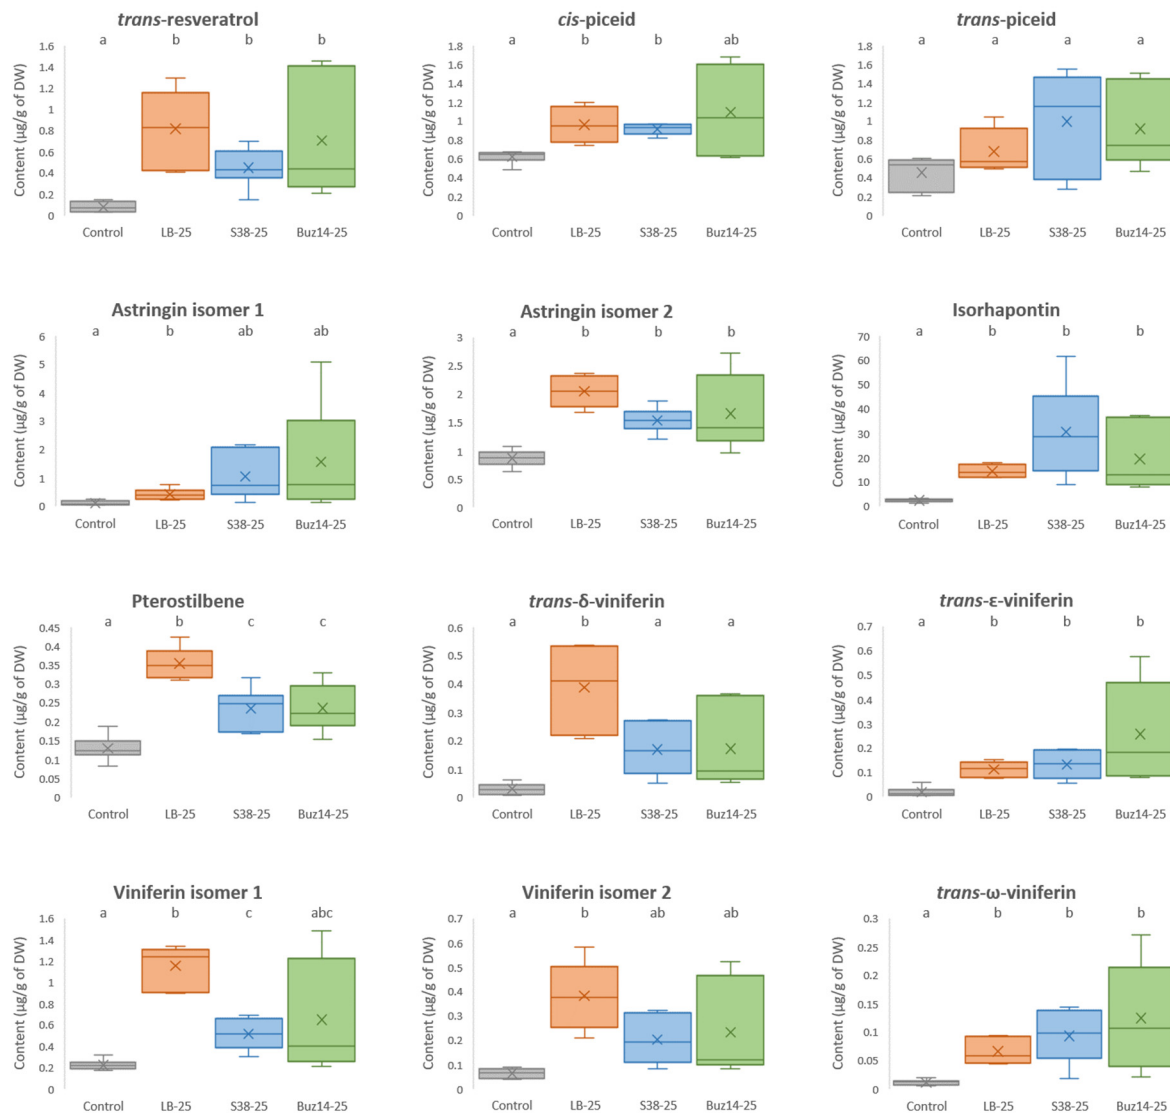 trans-resveratrol
a b b b
Content (µg/g of DW)
1.6
1.4
1.2
1
0.8
0.6
0.4
0.2
0
Control LB-25 S38-25 Buz14-25
cis-piceid
a b b ab
Content (µg/g of DW)
1.8
1.6
1.4
1.2
1
0.8
0.6
0.4
0.2
0
Control LB-25 S38-25 Buz14-25
trans-piceid
a a a a
Content (µg/g of DW)
1.8
1.6
1.4
1.2
1.0
0.8
0.6
0.4
0.2
0
Control LB-25 S38-25 Buz14-25
Astringin isomer 1
a b ab ab
Content (µg/g of DW)
6
5
4
3
2
1
0
Control LB-25 S38-25 Buz14-25
Astringin isomer 2
a b b b
Content (µg/g of DW)
3
2.5
2
1.5
1
0.5
0
Control LB-25 S38-25 Buz14-25
Isorhapontin
a b b b
Content (µg/g of DW)
70
60
50
40
30
20
10
0
Control LB-25 S38-25 Buz14-25
Pterostilbene
a b c c
Content (µg/g of DW)
0.45
0.4
0.35
0.3
0.25
0.2
0.15
0.1
0.05
0
Control LB-25 S38-25 Buz14-25
trans-δ-viniferin
a b a a
Content (µg/g of DW)
0.6
0.5
0.4
0.3
0.2
0.1
0
Control LB-25 S38-25 Buz14-25
trans-ε-viniferin
a b b b
Content (µg/g of DW)
0.7
0.6
0.5
0.4
0.3
0.2
0.1
0
Control LB-25 S38-25 Buz14-25
Viniferin isomer 1
a b c abc
Content (µg/g of DW)
1.6
1.4
1.2
1
0.8
0.6
0.4
0.2
0
Control LB-25 S38-25 Buz14-25
Viniferin isomer 2
a b ab ab
Content (µg/g of DW)
0.7
0.6
0.5
0.4
0.3
0.2
0.1
0
Control LB-25 S38-25 Buz14-25
trans-ω-viniferin
a b b b
Content (µg/g of DW)
0.3
0.25
0.2
0.15
0.1
0.05
0
Control LB-25 S38-25 Buz14-25